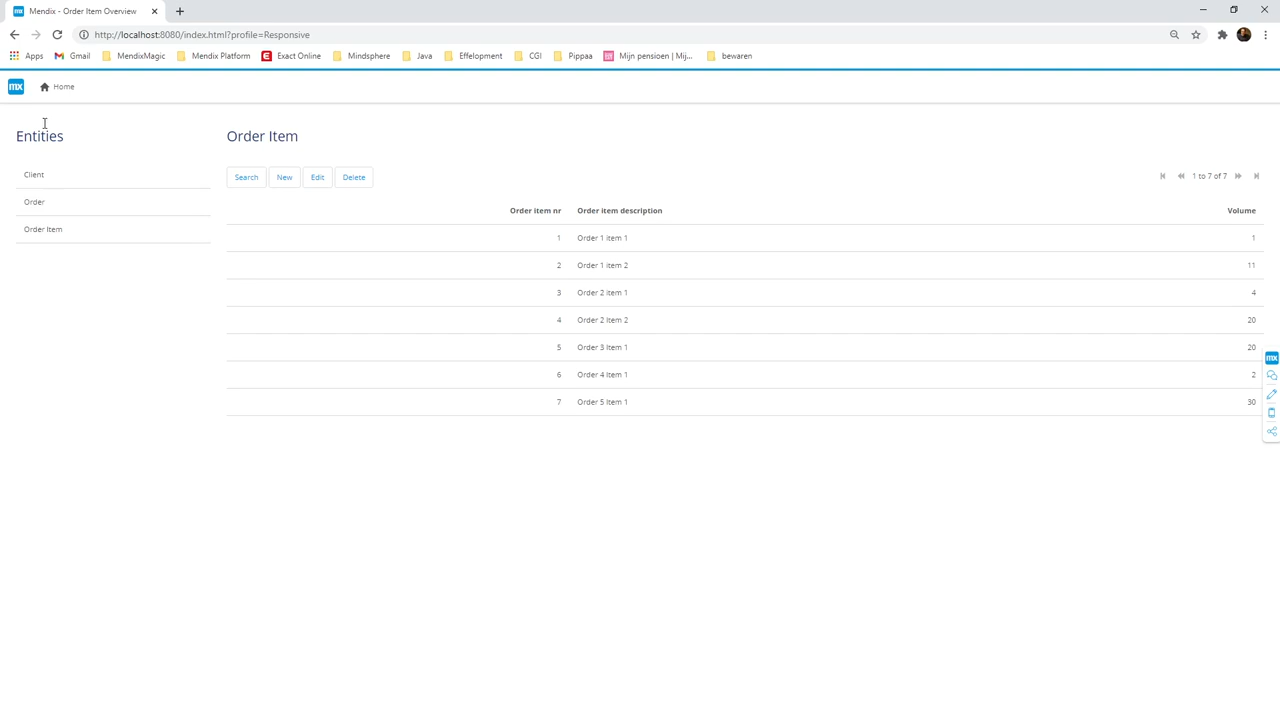 Mendix - Order Item Overview
http://localhost:8080/index.html?profile=Responsive
Apps Gmail MendixMagic Mendix Platform Exact Online Mindsphere Java Effelopment CGI Pippaa Mijn pensioen | Mij... bewaren
mx Home
Entities
Client
Order
Order Item
Order Item
Search New Edit Delete
1 to 7 of 7
Order item nr Order item description Volume
1 Order 1 item 1 1
2 Order 1 item 2 11
3 Order 2 item 1 4
4 Order 2 Item 2 20
5 Order 3 Item 1 20
6 Order 4 Item 1 2
7 Order 5 Item 1 30
mx